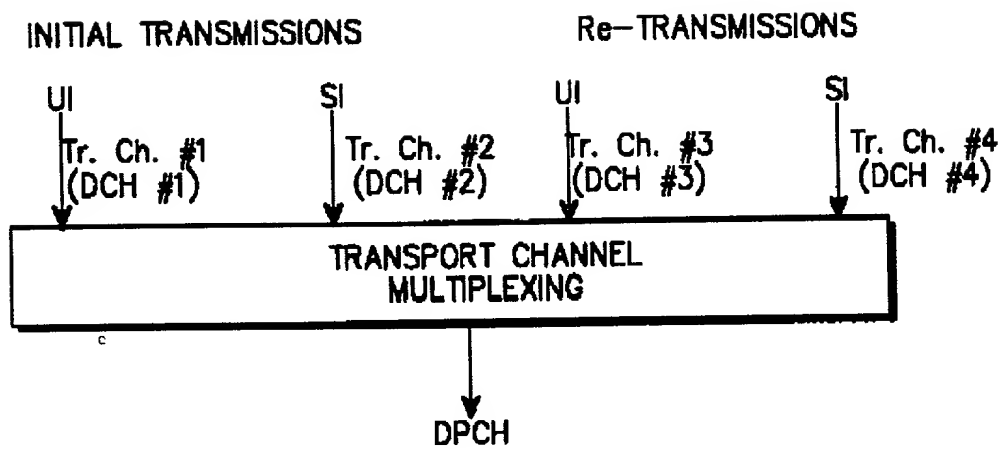 INITIAL TRANSMISSIONS
Re-TRANSMISSIONS
UI
SI
UI
SI
Tr. Ch. #1
(DCH #1)
Tr. Ch. #2
(DCH #2)
Tr. Ch. #3
(DCH #3)
Tr. Ch. #4
(DCH #4)
TRANSPORT CHANNEL
MULTIPLEXING
c
DPCH